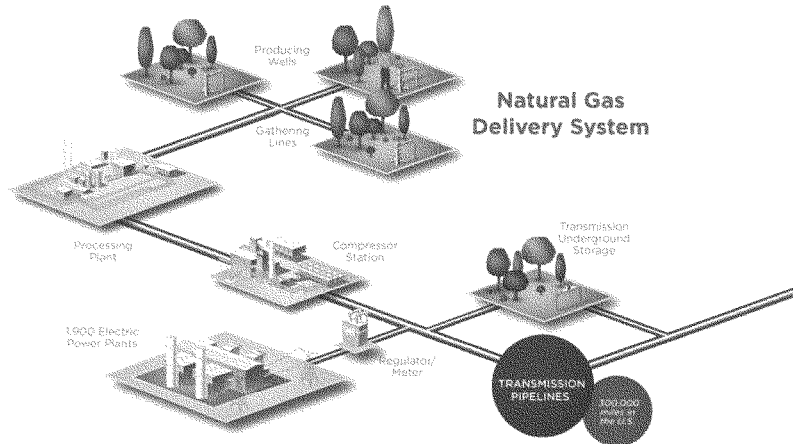 Producing
Wells
Natural Gas
Delivery System
Gathering
Lines
Transmission
Underground
Storage
Processing
Plant
Compressor
Station
1,900 Electric
Power Plants
Regulator/
Meter
TRANSMISSION
PIPELINES
300,000
miles in
the U.S.